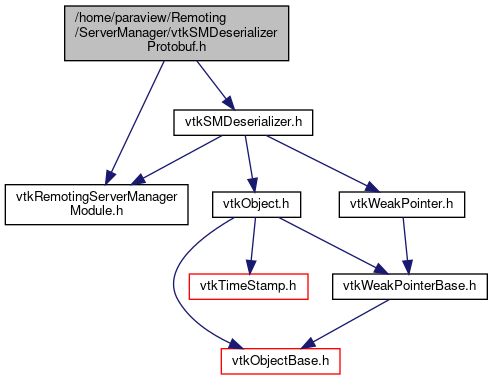 /home/paraview/Remoting
/ServerManager/vtkSMDeserializer
Protobuf.h
vtkSMDeserializer.h
vtkRemotingServerManager
Module.h
vtkObject.h
vtkWeakPointer.h
vtkTimeStamp.h
vtkWeakPointerBase.h
vtkObjectBase.h